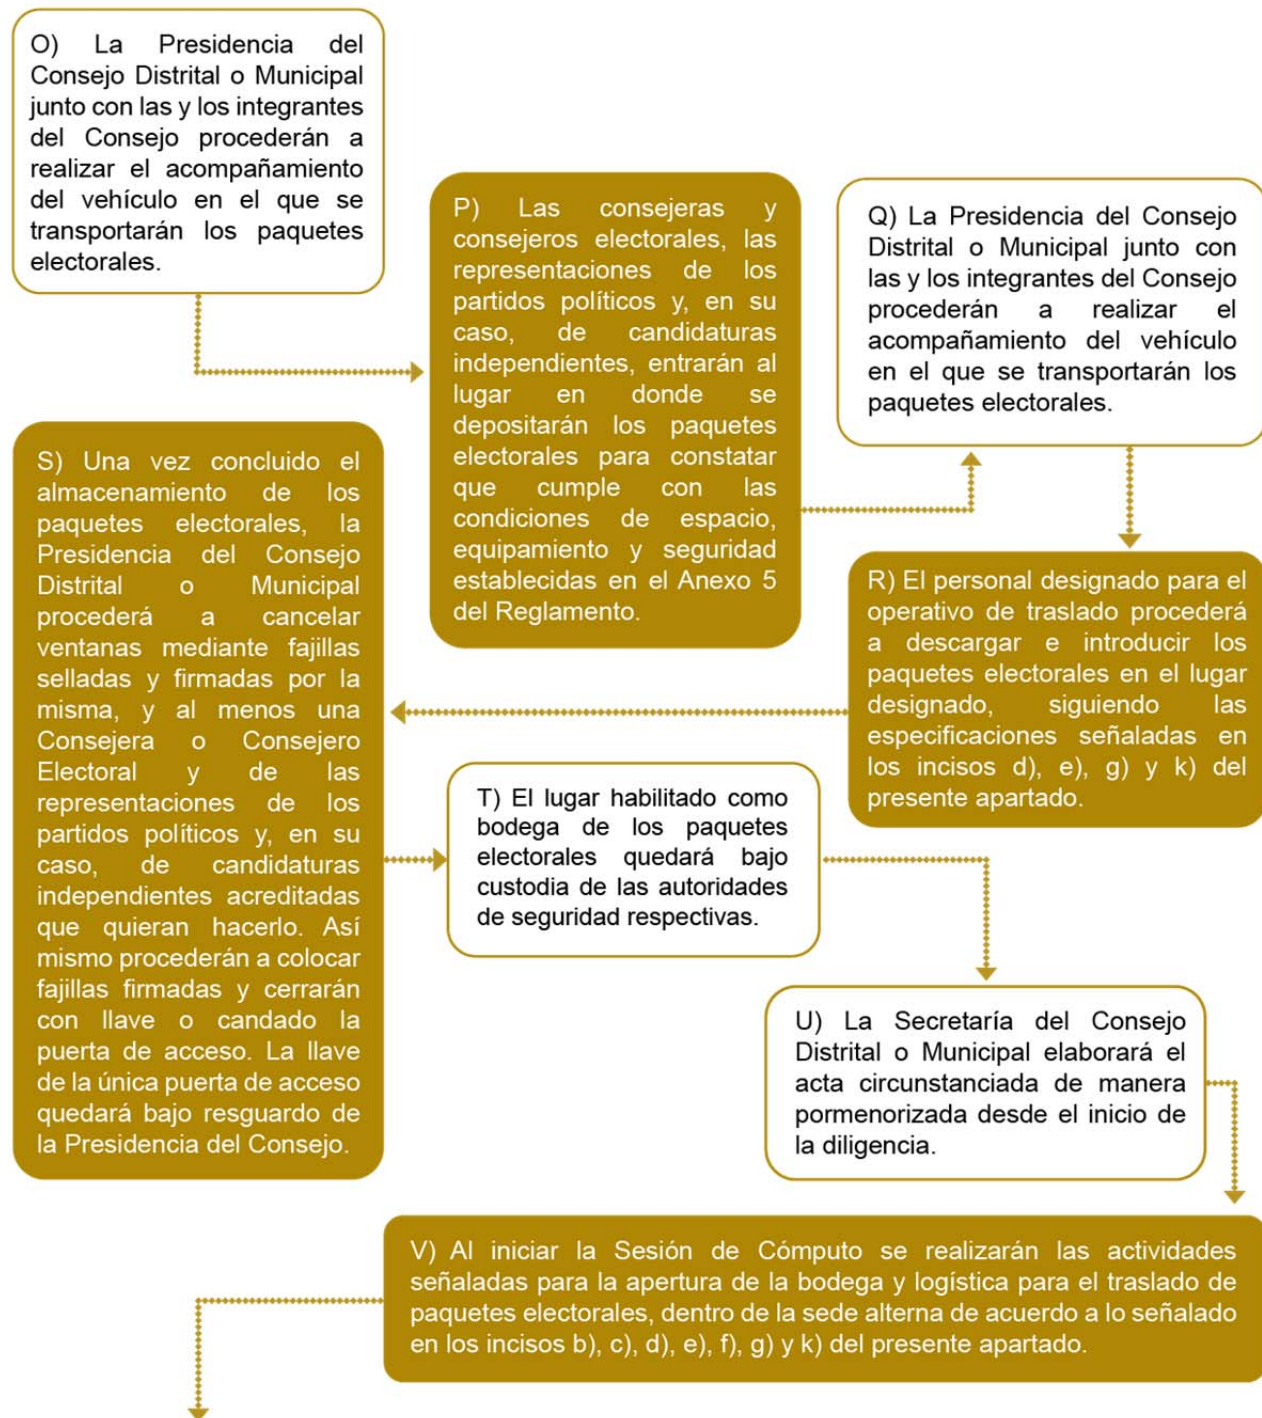 O) La Presidencia del
Consejo Distrital o Municipal
junto con las y los integrantes
del Consejo procederán a
realizar el acompañamiento
del vehículo en el que se
transportarán los paquetes
electorales.
P) Las consejeras y
consejeros electorales, las
representaciones de los
partidos políticos y, en su
caso, de candidaturas
independientes, entrarán al
lugar en donde se
depositarán los paquetes
electorales para constatar
que cumple con las
condiciones de espacio,
equipamiento y seguridad
establecidas en el Anexo 5
del Reglamento.
Q) La Presidencia del Consejo
Distrital o Municipal junto con
las y los integrantes del Consejo
procederán a realizar el
acompañamiento del vehículo
en el que se transportarán los
paquetes electorales.
R) El personal designado para el
operativo de traslado procederá
a descargar e introducir los
paquetes electorales en el lugar
designado, siguiendo las
especificaciones señaladas en
los incisos d), e), g) y k) del
presente apartado.
S) Una vez concluido el
almacenamiento de los
paquetes electorales, la
Presidencia del Consejo
Distrital o Municipal
procederá a cancelar
ventanas mediante fajillas
selladas y firmadas por la
misma, y al menos una
Consejera o Consejero
Electoral y de las
representaciones de los
partidos políticos y, en su
caso, de candidaturas
independientes acreditadas
que quieran hacerlo. Así
mismo procederán a colocar
fajillas firmadas y cerrarán
con llave o candado la
puerta de acceso. La llave
de la única puerta de acceso
quedará bajo resguardo de
la Presidencia del Consejo.
T) El lugar habilitado como
bodega de los paquetes
electorales quedará bajo
custodia de las autoridades
de seguridad respectivas.
U) La Secretaría del Consejo
Distrital o Municipal elaborará el
acta circunstanciada de manera
pormenorizada desde el inicio de
la diligencia.
V) Al iniciar la Sesión de Cómputo se realizarán las actividades
señaladas para la apertura de la bodega y logística para el traslado de
paquetes electorales, dentro de la sede alterna de acuerdo a lo señalado
en los incisos b), c), d), e), f), g) y k) del presente apartado.